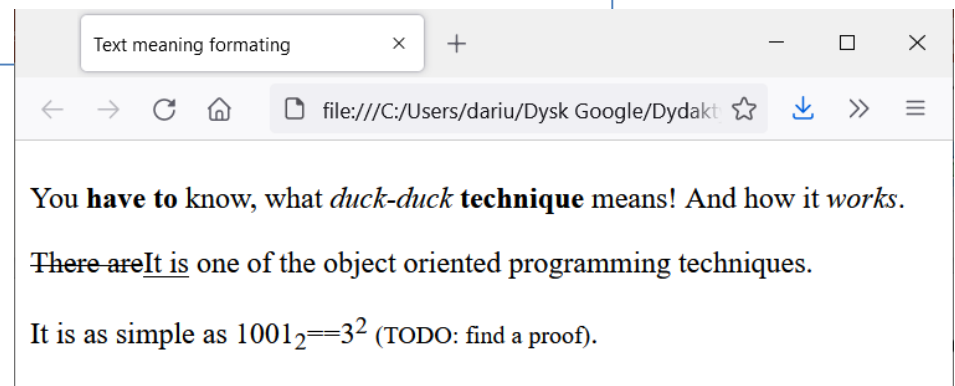 Text meaning formating
file:///C:/Users/dariu/Dysk Google/Dydakt
You have to know, what duck-duck technique means! And how it works.
There areIt is one of the object oriented programming techniques.
It is as simple as 1001₂==3² (TODO: find a proof).